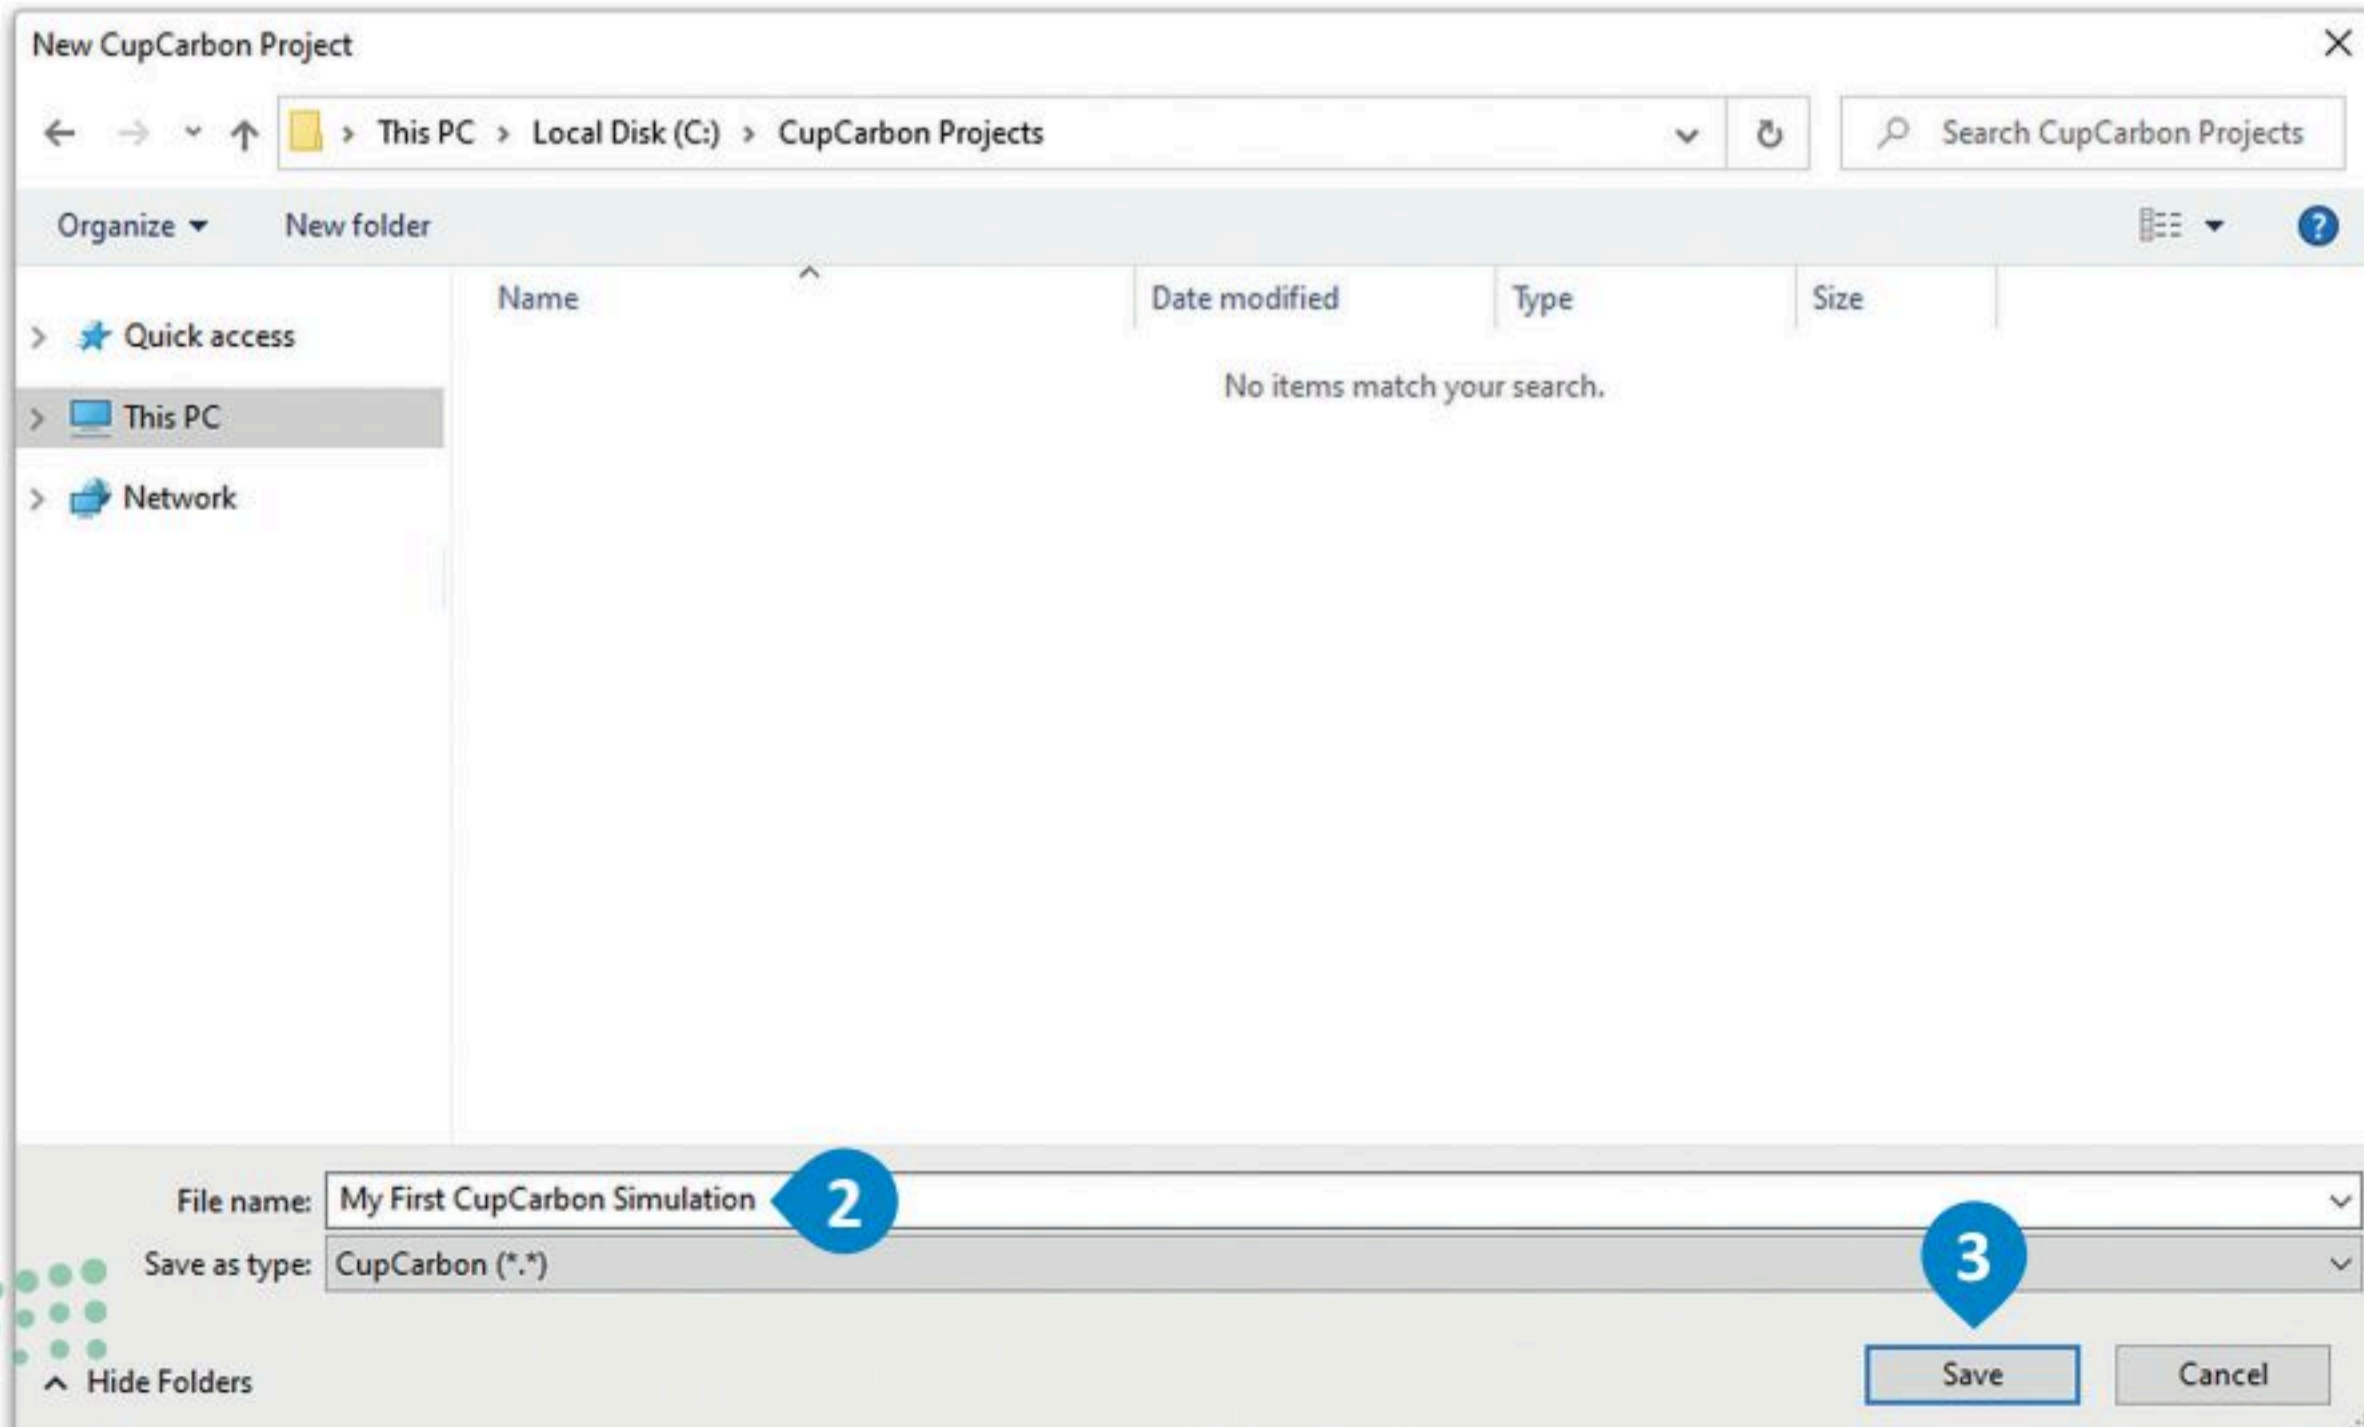 New CupCarbon Project
This PC > Local Disk (C:) > CupCarbon Projects
Search CupCarbon Projects
Organize
New folder
?
Name
Date modified
Type
Size
Quick access
No items match your search.
This PC
Network
File name: My First CupCarbon Simulation
2
Save as type: CupCarbon (*.*)
3
Hide Folders
Save
Cancel